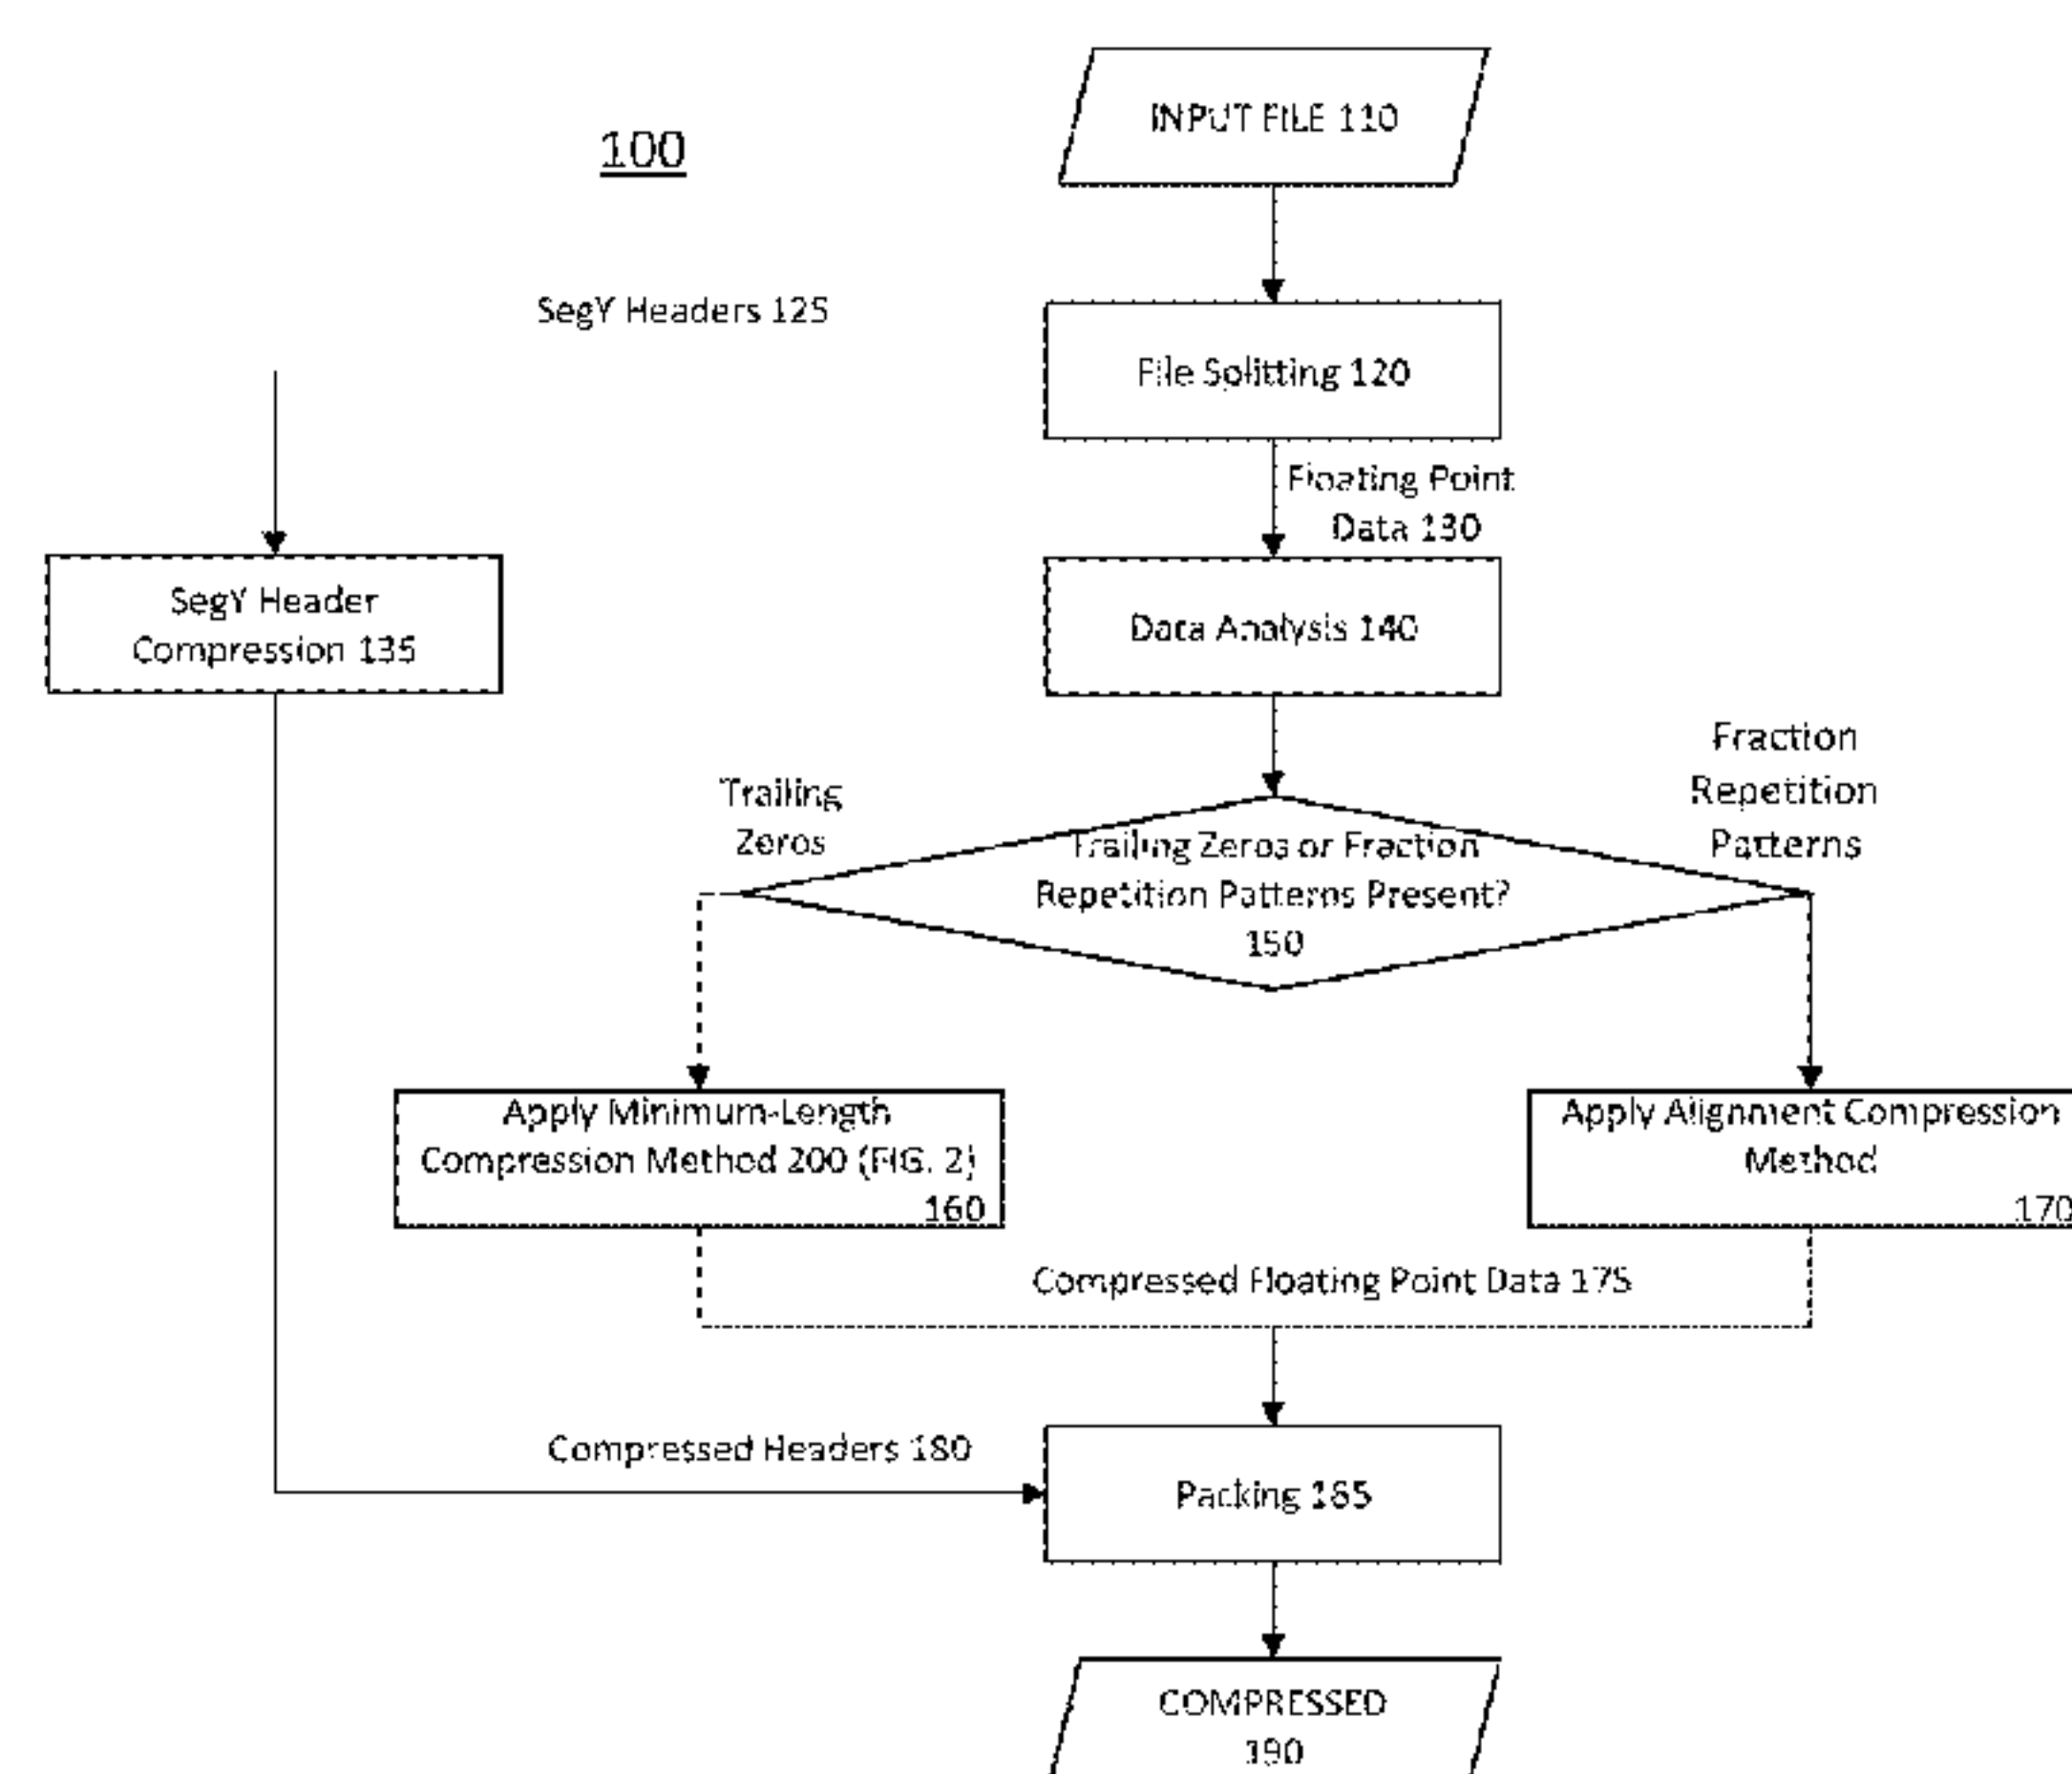 100
INPUT FILE 110
SegY Headers 125
File Splitting 120
Floating Point
Data 130
SegY Header
Compression 135
Data Analysis 140
Trailing
Zeros
Fraction
Repetition
Patterns
Trailing Zeros or Fraction
Repetition Patterns Present?
150
Apply Minimum-Length
Compression Method 200 (FIG. 2)
160
Apply Alignment Compression
Method
170
Compressed Floating Point Data 175
Compressed Headers 180
Packing 185
COMPRESSED
190